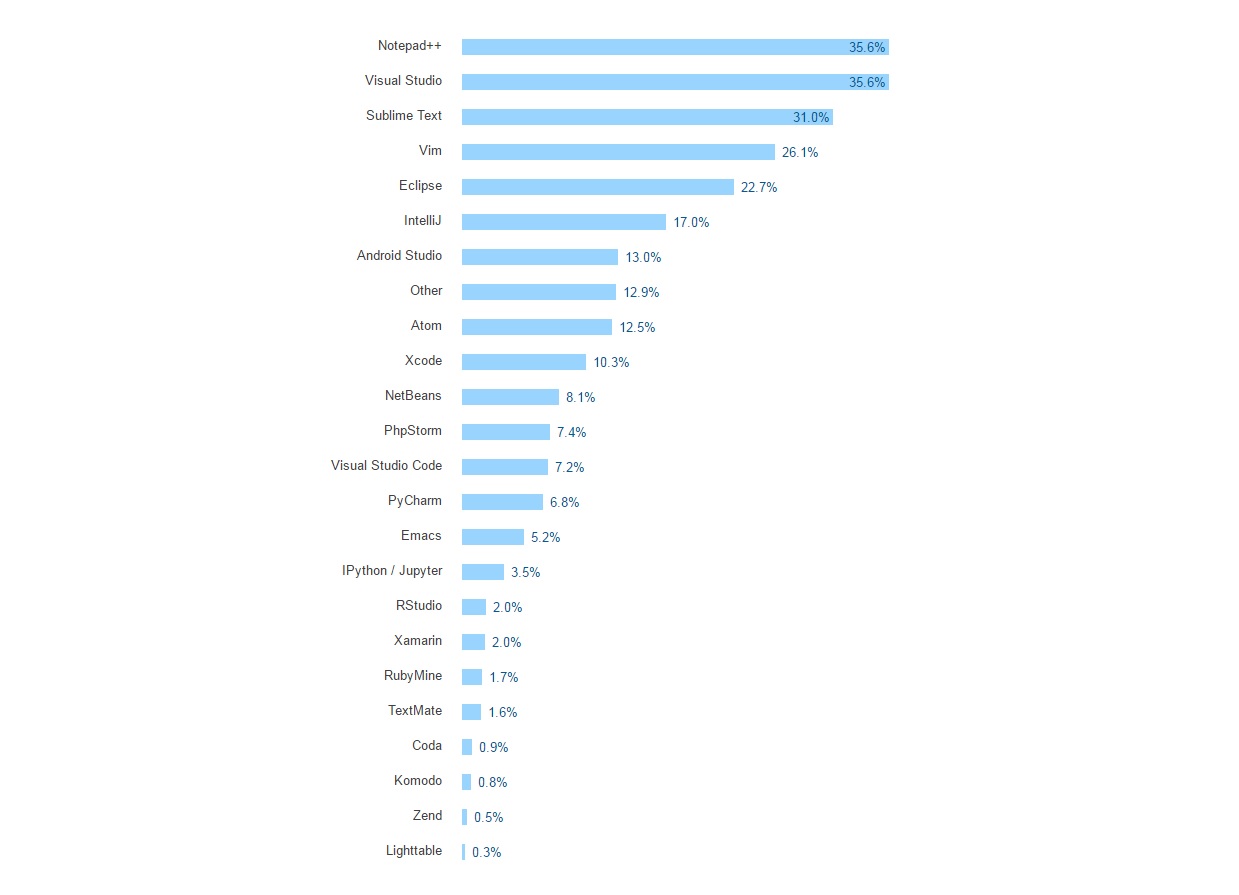 Notepad++ 35.6%
Visual Studio 35.6%
Sublime Text 31.0%
Vim 26.1%
Eclipse 22.7%
IntelliJ 17.0%
Android Studio 13.0%
Other 12.9%
Atom 12.5%
Xcode 10.3%
NetBeans 8.1%
PhpStorm 7.4%
Visual Studio Code 7.2%
PyCharm 6.8%
Emacs 5.2%
IPython / Jupyter 3.5%
RStudio 2.0%
Xamarin 2.0%
RubyMine 1.7%
TextMate 1.6%
Coda 0.9%
Komodo 0.8%
Zend 0.5%
Lighttable 0.3%